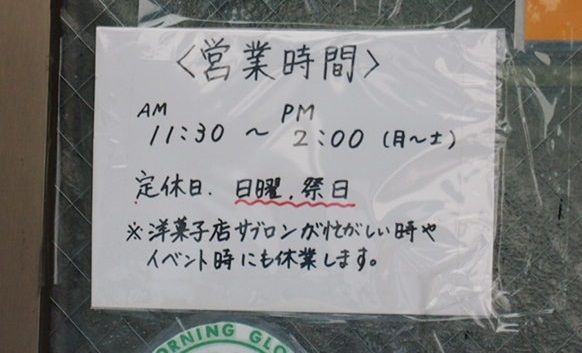 〈営業時間〉
AM 11:30 〜 PM 2:00 (月〜土)
定休日. 日曜.祭日
※洋菓子店サブロンが忙がしい時や
イベント時にも休業します。
MORNING GLO